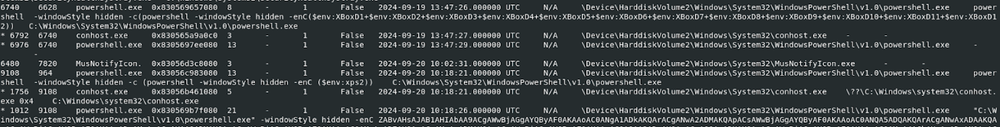 6740 6628 powershell.exe 0x830569657080 8 - 1 False 2024-09-19 13:47:26.000000 UTC N/A \Device\HarddiskVolume2\Windows\System32\WindowsPowerShell\v1.0\powershell.exe power
shell -windowStyle hidden -c(powershell -windowStyle hidden -enC($env:XBoxD1+$env:XBoxD2+$env:XBoxD3+$env:XBoxD4+$env:XBoxD5+$env:XBoxD6+$env:XBoxD7+$env:XBoxD8+$env:XBoxD9+$env:XBoxD10+$env:XBoxD11+$env:XBoxD1
2)) C:\Windows\System32\WindowsPowerShell\v1.0\powershell.exe
* 6792 6740 conhost.exe 0x830565a9a0c0 3 - 1 False 2024-09-19 13:47:27.000000 UTC N/A \Device\HarddiskVolume2\Windows\System32\conhost.exe - -
* 6976 6740 powershell.exe 0x8305697ee080 13 - 1 False 2024-09-19 13:47:29.000000 UTC N/A \Device\HarddiskVolume2\Windows\System32\WindowsPowerShell\v1.0\powershell.exe -
-
6480 7820 MusNotifyIcon. 0x83056d3c8080 3 - 1 False 2024-09-20 10:02:31.000000 UTC N/A \Device\HarddiskVolume2\Windows\System32\MusNotifyIcon.exe - -
9108 964 powershell.exe 0x83056c983080 13 - 1 False 2024-09-20 10:18:21.000000 UTC N/A \Device\HarddiskVolume2\Windows\System32\WindowsPowerShell\v1.0\powershell.exe power
shell -windowStyle hidden -c (powershell -windowStyle hidden -enC ($env:xps2)) C:\Windows\System32\WindowsPowerShell\v1.0\powershell.exe
* 1756 9108 conhost.exe 0x83056b461080 5 - 1 False 2024-09-20 10:18:21.000000 UTC N/A \Device\HarddiskVolume2\Windows\System32\conhost.exe \??\C:\Windows\system32\conhost.
exe 0x4 C:\Windows\system32\conhost.exe
* 1012 9108 powershell.exe 0x830569b7f080 21 - 1 False 2024-09-20 10:18:26.000000 UTC N/A \Device\HarddiskVolume2\Windows\System32\WindowsPowerShell\v1.0\powershell.exe "C:\W
indows\System32\WindowsPowerShell\v1.0\powershell.exe" -windowStyle hidden -enC